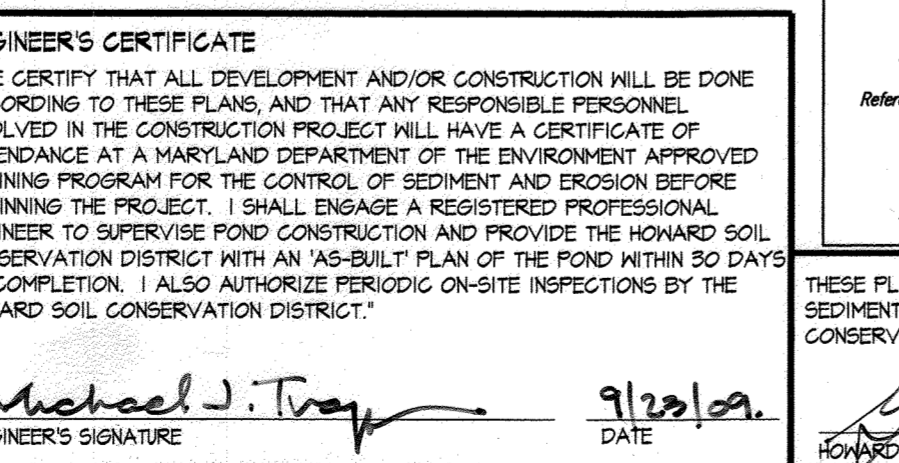 GINEER'S CERTIFICATE
E CERTIFY THAT ALL DEVELOPMENT AND/OR CONSTRUCTION WILL BE DONE
ORDING TO THESE PLANS, AND THAT ANY RESPONSIBLE PERSONNEL
OLVED IN THE CONSTRUCTION PROJECT WILL HAVE A CERTIFICATE OF
ENDANCE AT A MARYLAND DEPARTMENT OF THE ENVIRONMENT APPROVED
INING PROGRAM FOR THE CONTROL OF SEDIMENT AND EROSION BEFORE
INNING THE PROJECT. I SHALL ENGAGE A REGISTERED PROFESSIONAL
INEER TO SUPERVISE POND CONSTRUCTION AND PROVIDE THE HOWARD SOIL
SERVATION DISTRICT WITH AN 'AS-BUILT' PLAN OF THE POND WITHIN 30 DAYS
COMPLETION. I ALSO AUTHORIZE PERIODIC ON-SITE INSPECTIONS BY THE
ARD SOIL CONSERVATION DISTRICT."
Michael J.
9/23/09.
GINEER'S SIGNATURE
DATE
Refer
THESE PL
SEDIMENT
CONSERVA
HOWARD